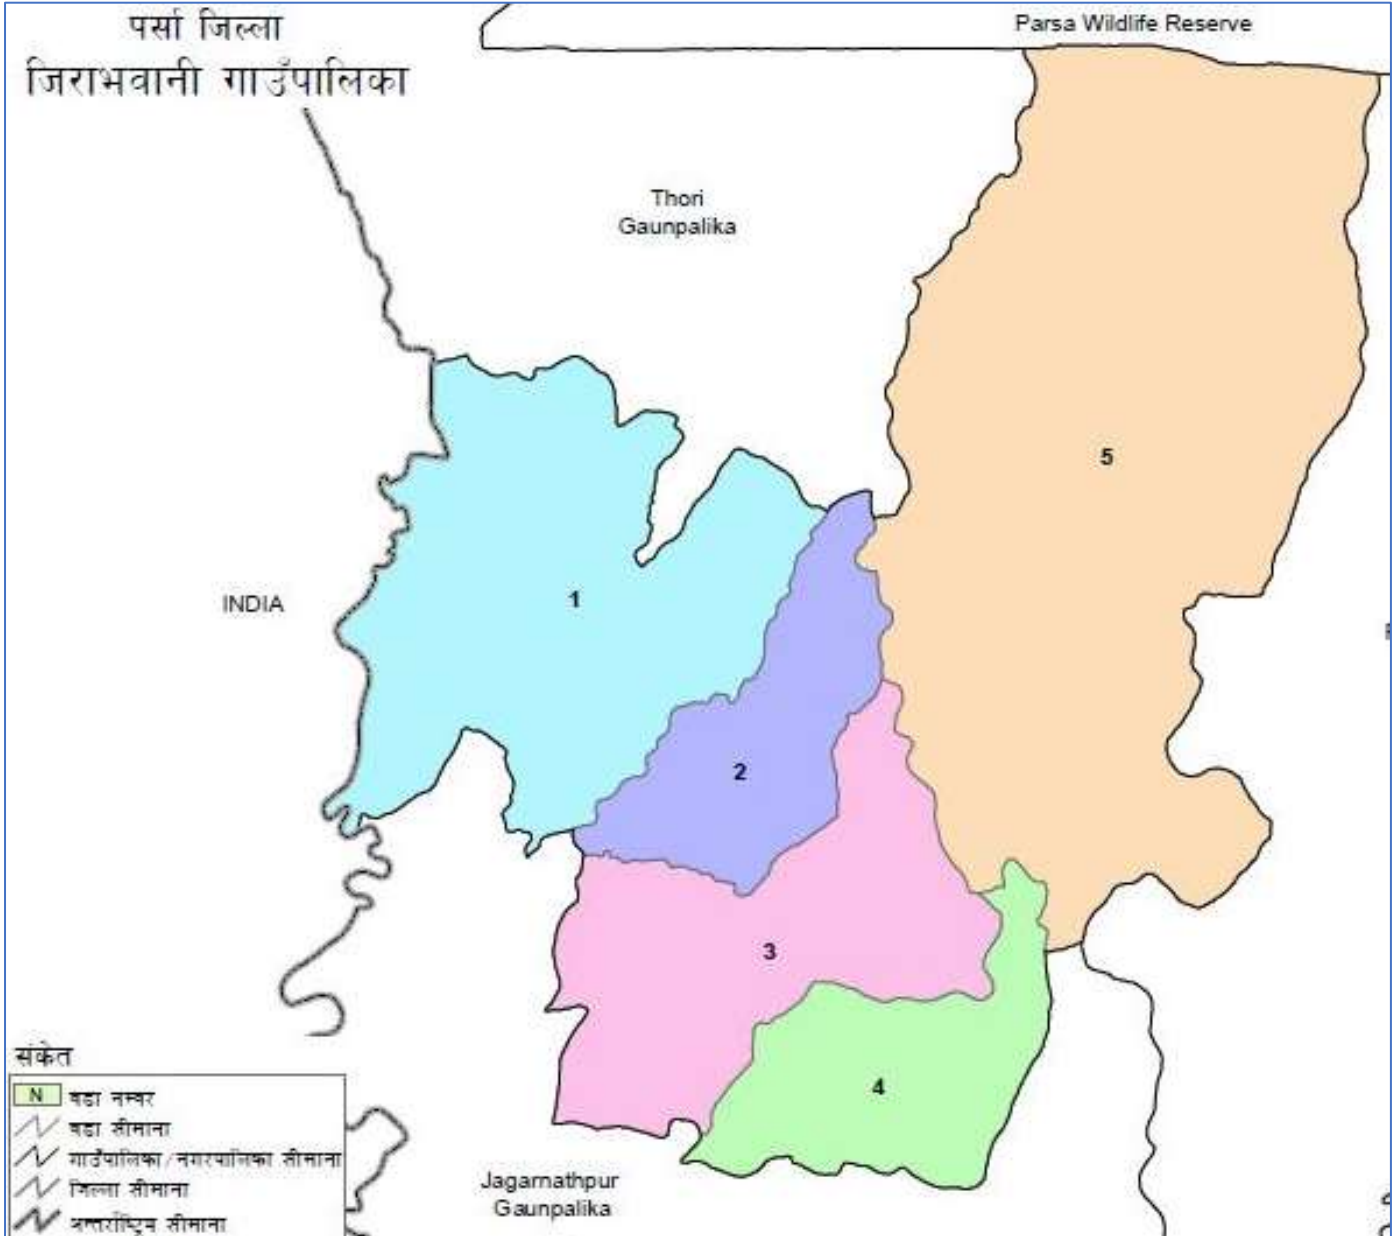 पर्सा जिल्ला
जिराभवानी गाउँपालिका
Parsa Wildlife Reserve
Thori
Gaunpalika
5
1
INDIA
2
3
4
Jagarnathpur
Gaunpalika
संकेत
N वडा नम्बर
वडा सीमाना
गाउँपालिका/नगरपालिका सीमाना
जिल्ला सीमाना
अन्तर्राष्ट्रिय सीमाना